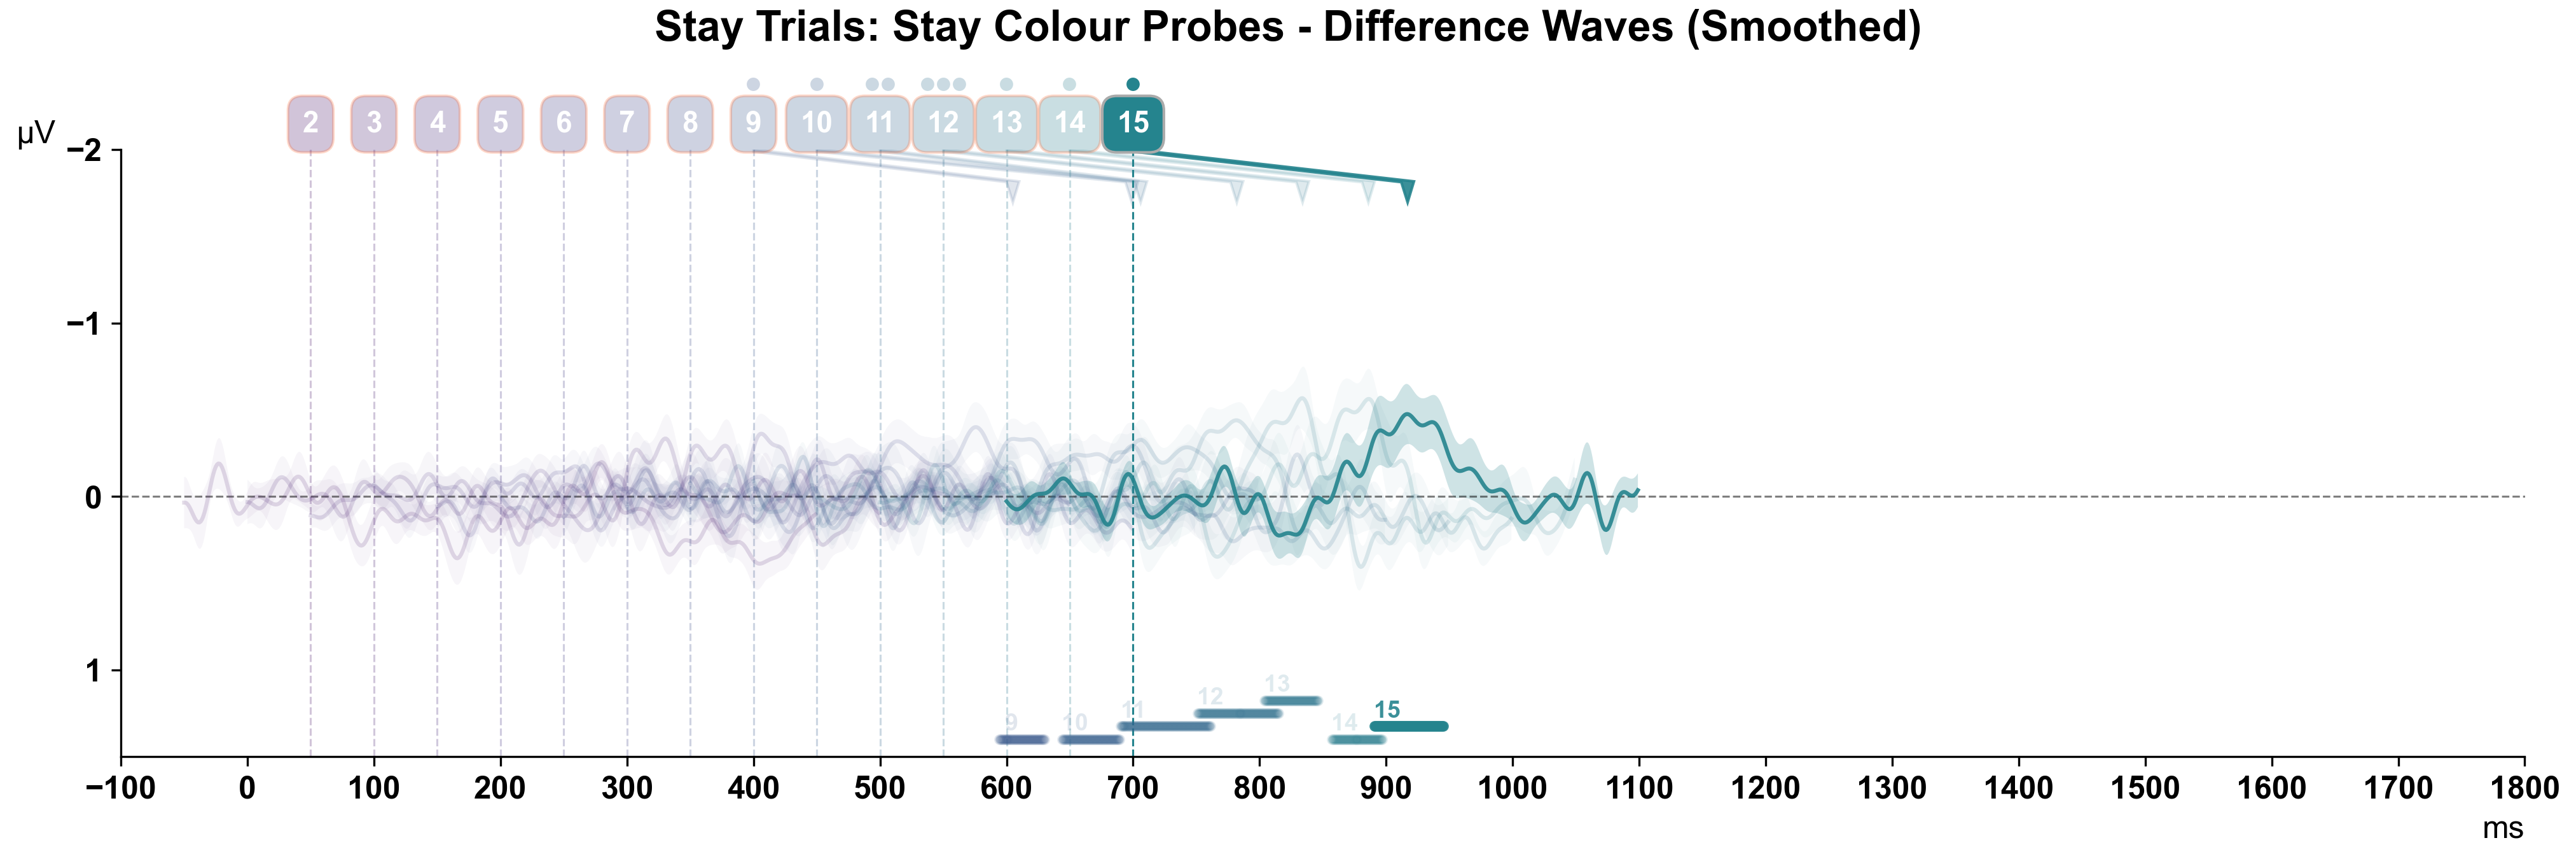 Stay Trials: Stay Colour Probes - Difference Waves (Smoothed)
2 3 4 5 6 7 8 9 10 11 12 13 14 15
µV
−2
−1
0
1
13
12
11
15
9
10
14
−100 0 100 200 300 400 500 600 700 800 900 1000 1100 1200 1300 1400 1500 1600 1700 1800
ms